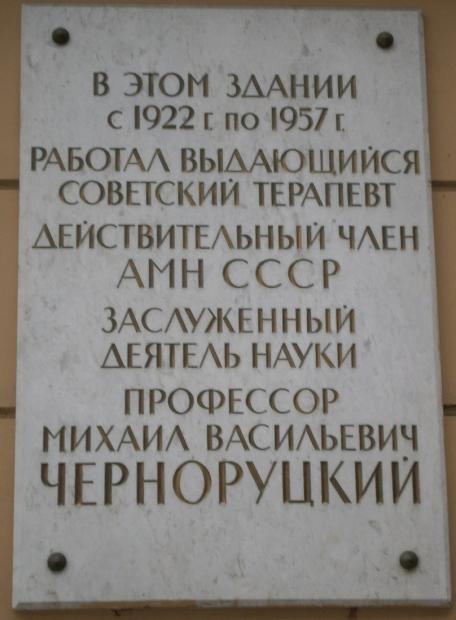 В ЭТОМ ЗДАНИИ
с 1922 г. по 1957 г.
РАБОТАЛ ВЫДАЮЩИЙСЯ
СОВЕТСКИЙ ТЕРАПЕВТ
ДЕЙСТВИТЕЛЬНЫЙ ЧЛЕН
АМН СССР
ЗАСЛУЖЕННЫЙ
ДЕЯТЕЛЬ НАУКИ
ПРОФЕССОР
МИХАИЛ ВАСИЛЬЕВИЧ
ЧЕРНОРУЦКИЙ